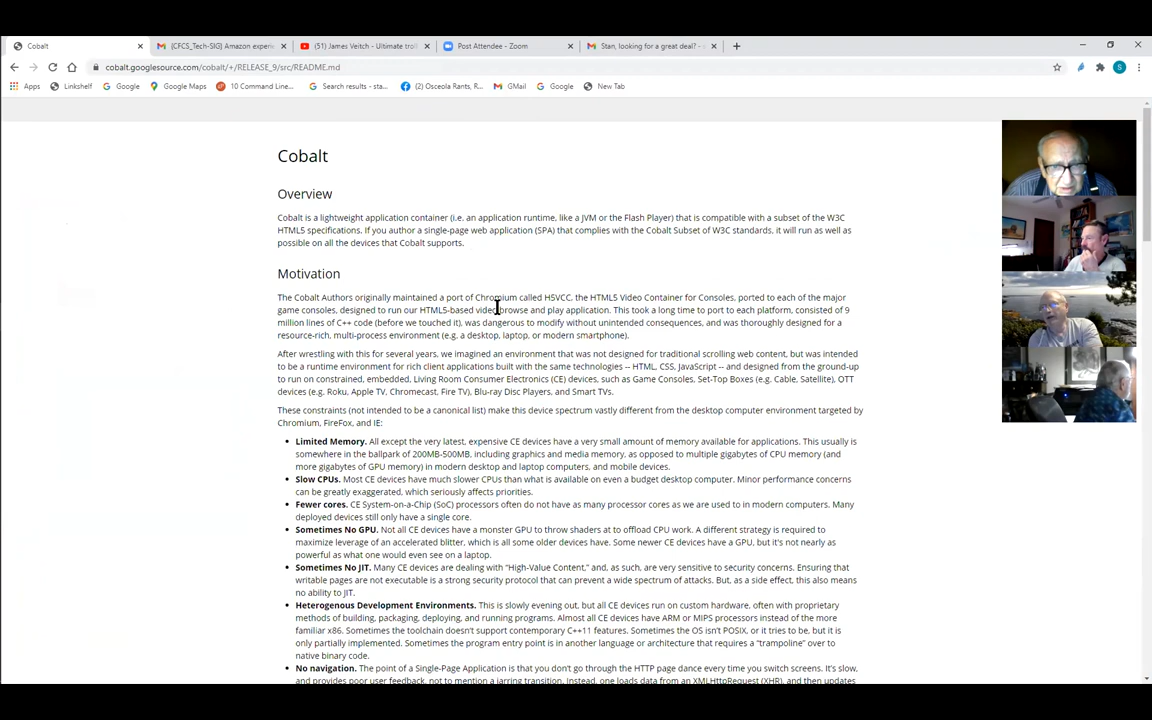 Cobalt
[CFCS_Tech-SIG] Amazon experi
(51) James Veitch - Ultimate trol
Post Attendee - Zoom
Stan, looking for a great deal? -
cobalt.googlesource.com/cobalt/+/RELEASE_9/src/README.md
Apps
Linkshelf
Google
Google Maps
10 Command Line...
Search results - sta...
(2) Osceola Rants, R...
GMail
Google
New Tab
S
Cobalt
Overview
Cobalt is a lightweight application container (i.e. an application runtime, like a JVM or the Flash Player) that is compatible with a subset of the W3C
HTML5 specifications. If you author a single-page web application (SPA) that complies with the Cobalt Subset of W3C standards, it will run as well as
possible on all the devices that Cobalt supports.
Motivation
The Cobalt Authors originally maintained a port of Chromium called H5VCC, the HTML5 Video Container for Consoles, ported to each of the major
game consoles, designed to run our HTML5-based video browse and play application. This took a long time to port to each platform, consisted of 9
million lines of C++ code (before we touched it), was dangerous to modify without unintended consequences, and was thoroughly designed for a
resource-rich, multi-process environment (e.g. a desktop, laptop, or modern smartphone).
After wrestling with this for several years, we imagined an environment that was not designed for traditional scrolling web content, but was intended
to be a runtime environment for rich client applications built with the same technologies -- HTML, CSS, JavaScript -- and designed from the ground-up
to run on constrained, embedded, Living Room Consumer Electronics (CE) devices, such as Game Consoles, Set-Top Boxes (e.g. Cable, Satellite), OTT
devices (e.g. Roku, Apple TV, Chromecast, Fire TV), Blu-ray Disc Players, and Smart TVs.
These constraints (not intended to be a canonical list) make this device spectrum vastly different from the desktop computer environment targeted by
Chromium, FireFox, and IE:
• Limited Memory. All except the very latest, expensive CE devices have a very small amount of memory available for applications. This usually is
somewhere in the ballpark of 200MB-500MB, including graphics and media memory, as opposed to multiple gigabytes of CPU memory (and
more gigabytes of GPU memory) in modern desktop and laptop computers, and mobile devices.
• Slow CPUs. Most CE devices have much slower CPUs than what is available on even a budget desktop computer. Minor performance concerns
can be greatly exaggerated, which seriously affects priorities.
• Fewer cores. CE System-on-a-Chip (SoC) processors often do not have as many processor cores as we are used to in modern computers. Many
deployed devices still only have a single core.
• Sometimes No GPU. Not all CE devices have a monster GPU to throw shaders at to offload CPU work. A different strategy is required to
maximize leverage of an accelerated blitter, which is all some older devices have. Some newer CE devices have a GPU, but it's not nearly as
powerful as what one would even see on a laptop.
• Sometimes No JIT. Many CE devices are dealing with “High-Value Content,” and, as such, are very sensitive to security concerns. Ensuring that
writable pages are not executable is a strong security protocol that can prevent a wide spectrum of attacks. But, as a side effect, this also means
no ability to JIT.
• Heterogenous Development Environments. This is slowly evening out, but all CE devices run on custom hardware, often with proprietary
methods of building, packaging, deploying, and running programs. Almost all CE devices have ARM or MIPS processors instead of the more
familiar x86. Sometimes the toolchain doesn't support contemporary C++11 features. Sometimes the OS isn't POSIX, or it tries to be, but it is
only partially implemented. Sometimes the program entry point is in another language or architecture that requires a “trampoline” over to
native binary code.
• No navigation. The point of a Single-Page Application is that you don't go through the HTTP page dance every time you switch screens. It's slow,
and provides poor user feedback, not to mention a jarring transition. Instead, one loads data from an XMLHttpRequest (XHR), and then updates